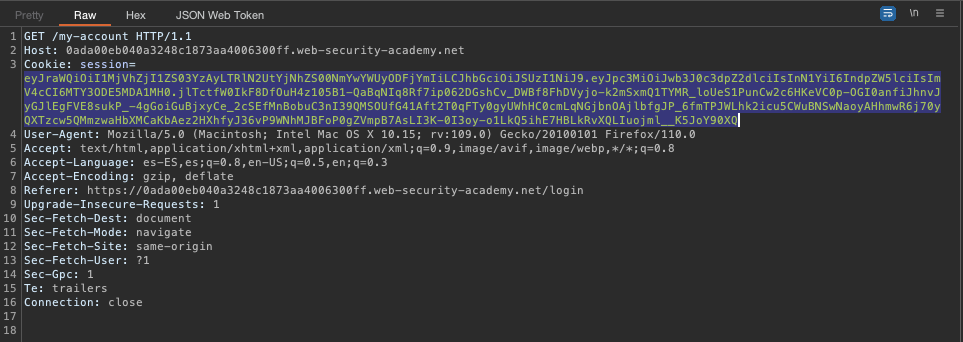 Pretty Raw Hex JSON Web Token \n
1 GET /my-account HTTP/1.1
2 Host: 0ada00eb040a3248c1873aa4006300ff.web-security-academy.net
3 Cookie: session=
eyJraWQiOiI1MjVhZjI1ZS03YzAyLTRlN2UtYjNhZS00NmYwYWUyODFjYmIiLCJhbGciOiJSUzI1NiJ9.eyJpc3MiOiJwb3J0c3dpZ2dlciIsInN1YiI6IndpZW5lciIsIm
V4cCI6MTY3ODE5MDA1MH0.jlTctfW0IkF8DfOuH4z105B1-QaBqNIq8Rf7ip062DGshCv_DWBf8FhDVyjo-k2mSxmQ1TYMR_loUeS1PunCw2c6HKeVC0p-OGI0anfiJhnvJ
yGJlEgFVE8sukP_-4gGoiGuBjxyCe_2cSEfMnBobuC3nI39QMSOUfG41Aft2T0qFTy0gyUWhHC0cmLqNGjbnOAjlbfgJP_6fmTPJWLhk2icu5CWuBNSwNaoyAHhmwR6j70y
QXTzcw5QMmzwaHbXMCaKbAez2HXhfyJ36vP9WNhMJBFoP0gZVmpB7AsLI3K-0I3oy-o1LkQ5ihE7HBLkRvXQLIuojml__K5JoY90XQ
4 User-Agent: Mozilla/5.0 (Macintosh; Intel Mac OS X 10.15; rv:109.0) Gecko/20100101 Firefox/110.0
5 Accept: text/html,application/xhtml+xml,application/xml;q=0.9,image/avif,image/webp,*/*;q=0.8
6 Accept-Language: es-ES,es;q=0.8,en-US;q=0.5,en;q=0.3
7 Accept-Encoding: gzip, deflate
8 Referer: https://0ada00eb040a3248c1873aa4006300ff.web-security-academy.net/login
9 Upgrade-Insecure-Requests: 1
10 Sec-Fetch-Dest: document
11 Sec-Fetch-Mode: navigate
12 Sec-Fetch-Site: same-origin
13 Sec-Fetch-User: ?1
14 Sec-Gpc: 1
15 Te: trailers
16 Connection: close
17
18